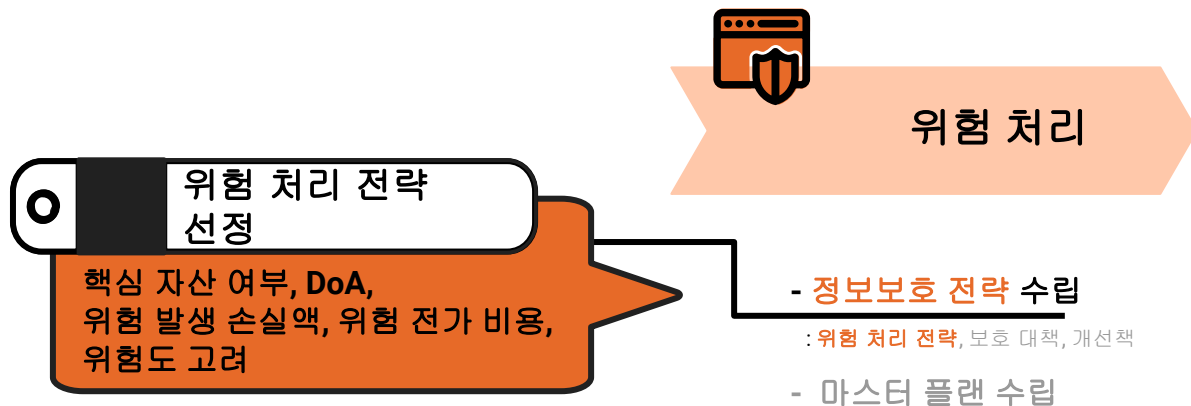 위험 처리
위험 처리 전략
선정
핵심 자산 여부, DoA,
위험 발생 손실액, 위험 전가 비용,
위험도 고려
- 정보보호 전략 수립
: 위험 처리 전략, 보호 대책, 개선책
- 마스터 플랜 수립